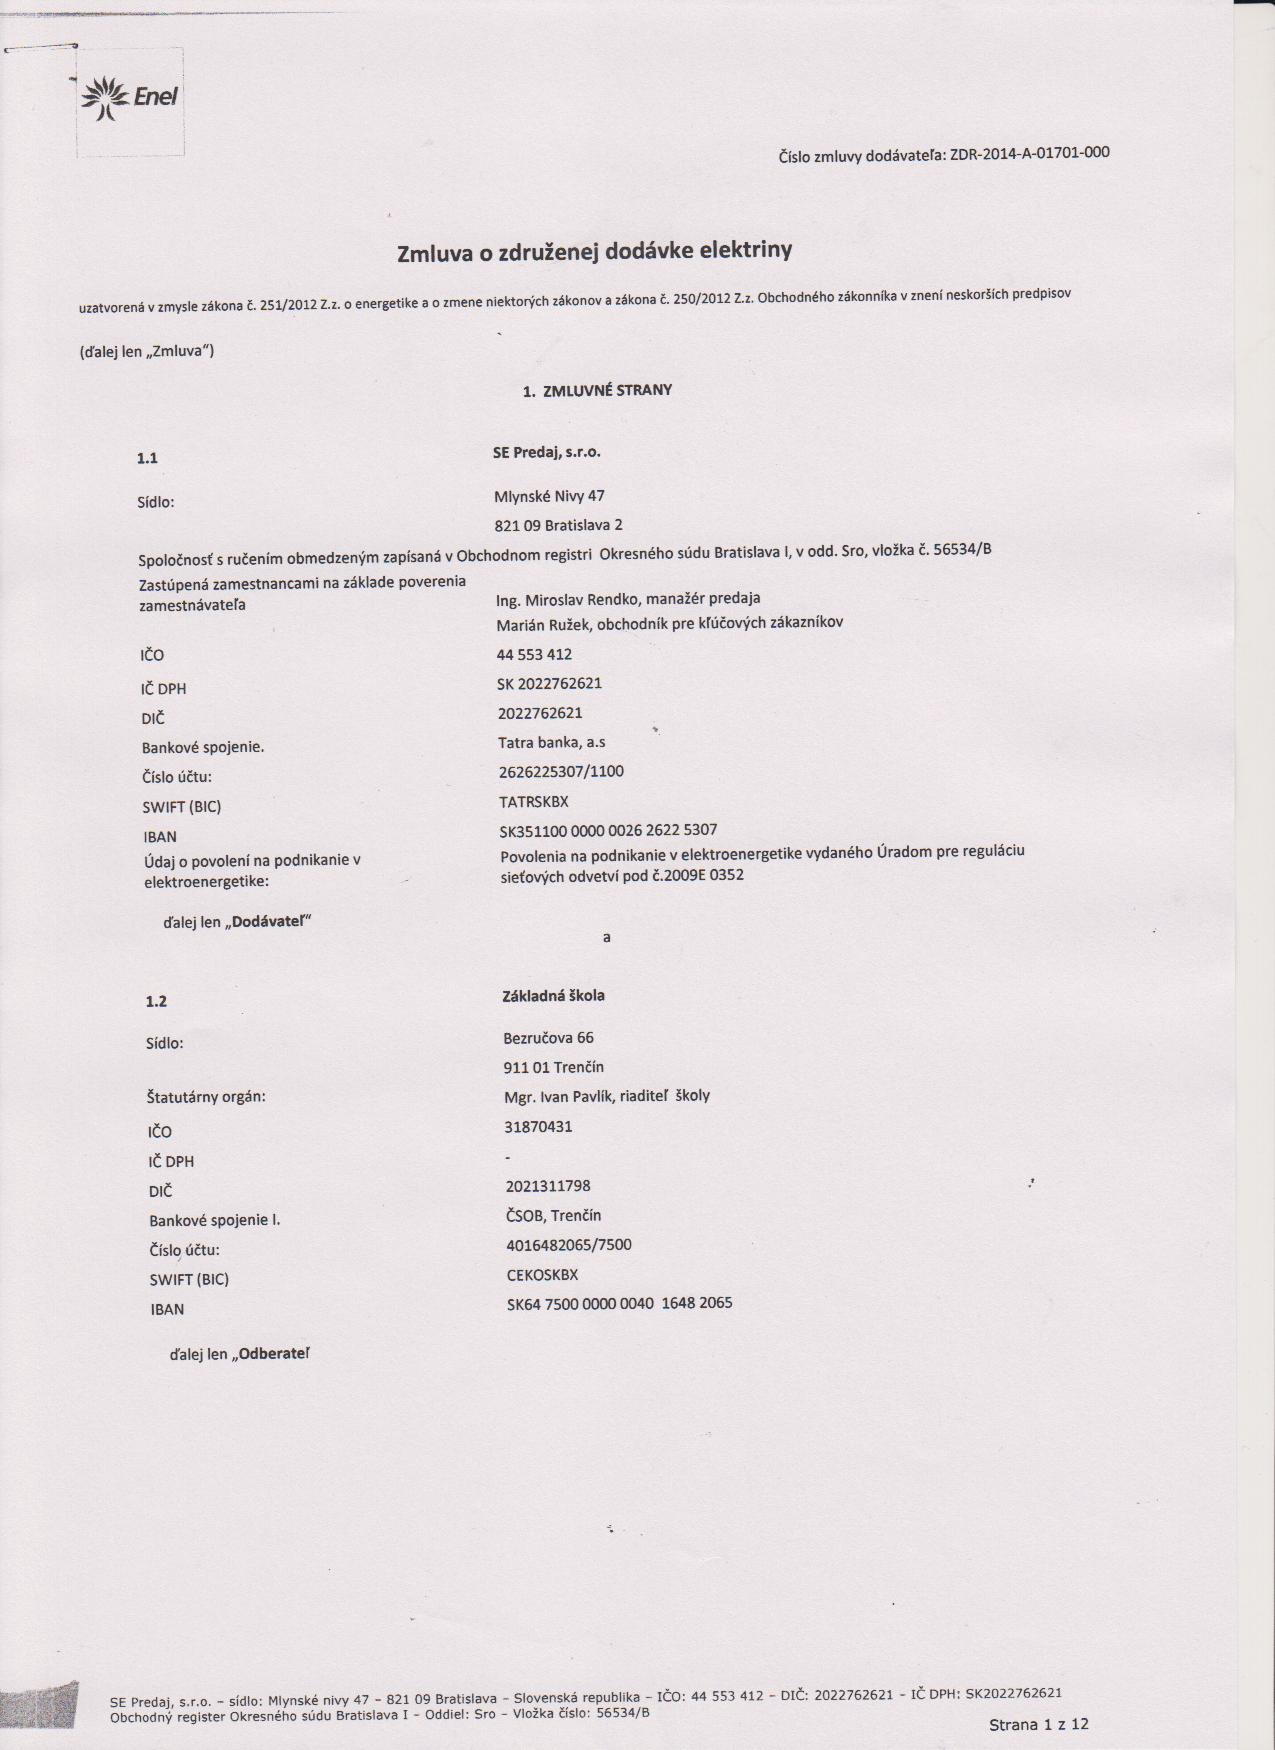 Enel
Číslo zmluvy dodávateľa: ZDR-2014-A-01701-000
Zmluva o združenej dodávke elektriny
uzatvorená v zmysle zákona č. 251/2012 Z.z. o energetike a o zmene niektorých zákonov a zákona č. 250/2012 Z.z. Obchodného zákonníka v znení neskorších predpisov
(ďalej len „Zmluva“)
1. ZMLUVNÉ STRANY
1.1 SE Predaj, s.r.o.
Sídlo: Mlynské Nivy 47
821 09 Bratislava 2
Spoločnosť s ručením obmedzeným zapísaná v Obchodnom registri Okresného súdu Bratislava I, v odd. Sro, vložka č. 56534/B
Zastúpená zamestnancami na základe poverenia
zamestnávateľa Ing. Miroslav Rendko, manažér predaja
Marián Ružek, obchodník pre kľúčových zákazníkov
IČO 44 553 412
IČ DPH SK 2022762621
DIČ 2022762621
Bankové spojenie. Tatra banka, a.s
Číslo účtu: 2626225307/1100
SWIFT (BIC) TATRSKBX
IBAN SK351100 0000 0026 2622 5307
Údaj o povolení na podnikanie v Povolenia na podnikanie v elektroenergetike vydaného Úradom pre reguláciu
elektroenergetike: sieťových odvetví pod č.2009E 0352
ďalej len „Dodávateľ“
a
1.2 Základná škola
Sídlo: Bezručova 66
911 01 Trenčín
Štatutárny orgán: Mgr. Ivan Pavlík, riaditeľ školy
IČO 31870431
IČ DPH -
DIČ 2021311798
Bankové spojenie I. ČSOB, Trenčín
Číslo účtu: 4016482065/7500
SWIFT (BIC) CEKOSKBX
IBAN SK64 7500 0000 0040 1648 2065
ďalej len „Odberateľ
SE Predaj, s.r.o. – sídlo: Mlynské nivy 47 – 821 09 Bratislava – Slovenská republika – IČO: 44 553 412 – DIČ: 2022762621 – IČ DPH: SK2022762621
Obchodný register Okresného súdu Bratislava I – Oddiel: Sro – Vložka číslo: 56534/B
Strana 1 z 12